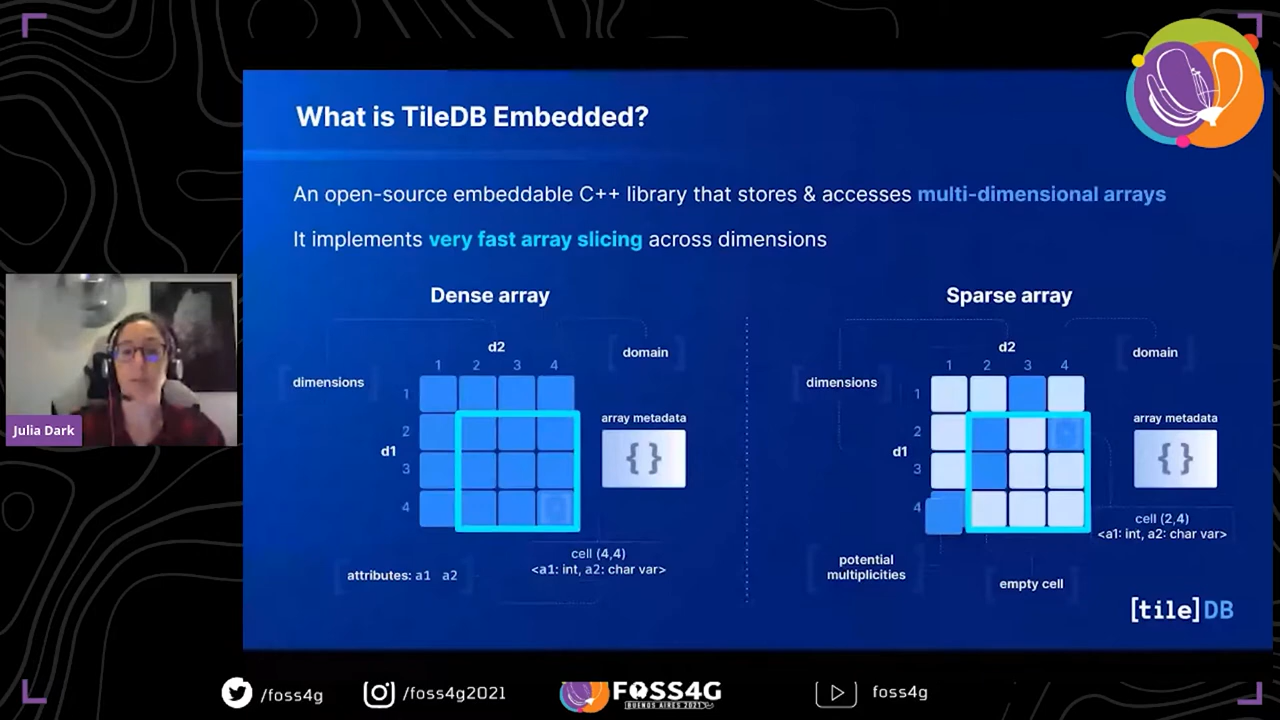 What is TileDB Embedded?
An open-source embeddable C++ library that stores & accesses multi-dimensional arrays
It implements very fast array slicing across dimensions
Dense array
d2
domain
dimensions
1 2 3 4
1
2
d1
3
4
array metadata
{}
cell (4,4)
<a1: int, a2: char var>
attributes: a1 a2
Sparse array
d2
domain
dimensions
1 2 3 4
1
2
d1
3
4
array metadata
{}
cell (2,4)
<a1: int, a2: char var>
potential
multiplicities
empty cell
[tile]DB
Julia Dark
/foss4g
/foss4g2021
FOSS4G
BUENOS AIRES 2021
foss4g